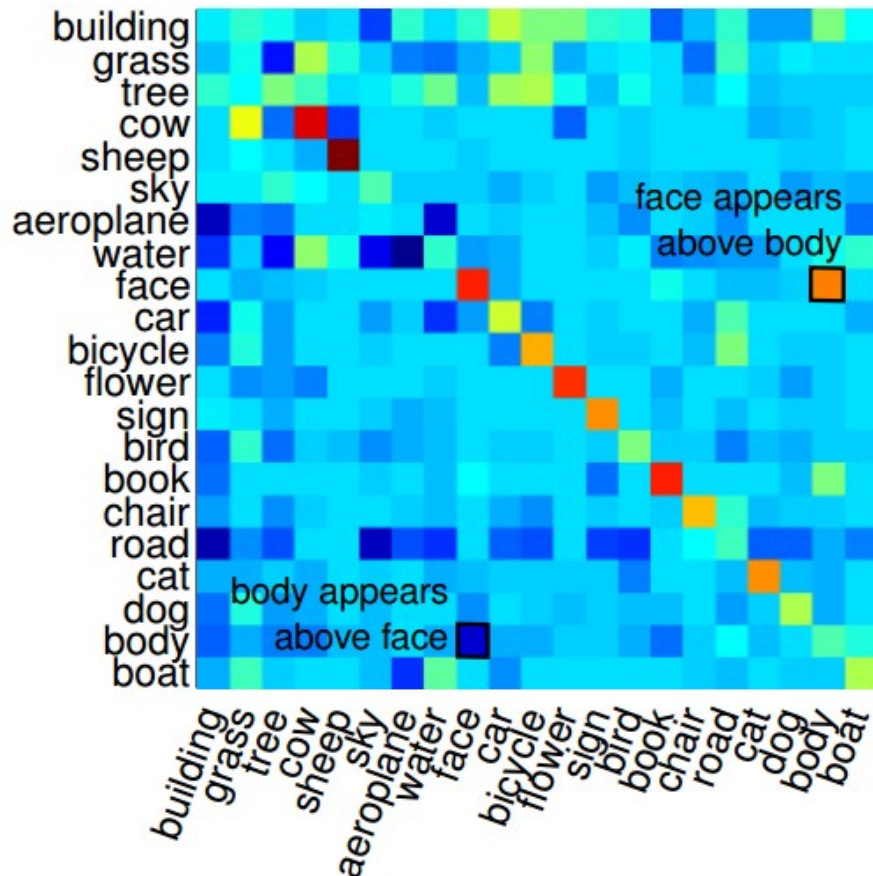 building
grass
tree
cow
sheep
sky
face appears
aeroplane
water
above body
face
car
bicycle
flower
sign
bird
book
chair
road
cat
body appears
dog
body
above face
boat
building
grass
tree
cow
sheep
sky
aeroplane
water
face
car
bicycle
flower
sign
bird
book
chair
road
cat
dog
body
boat